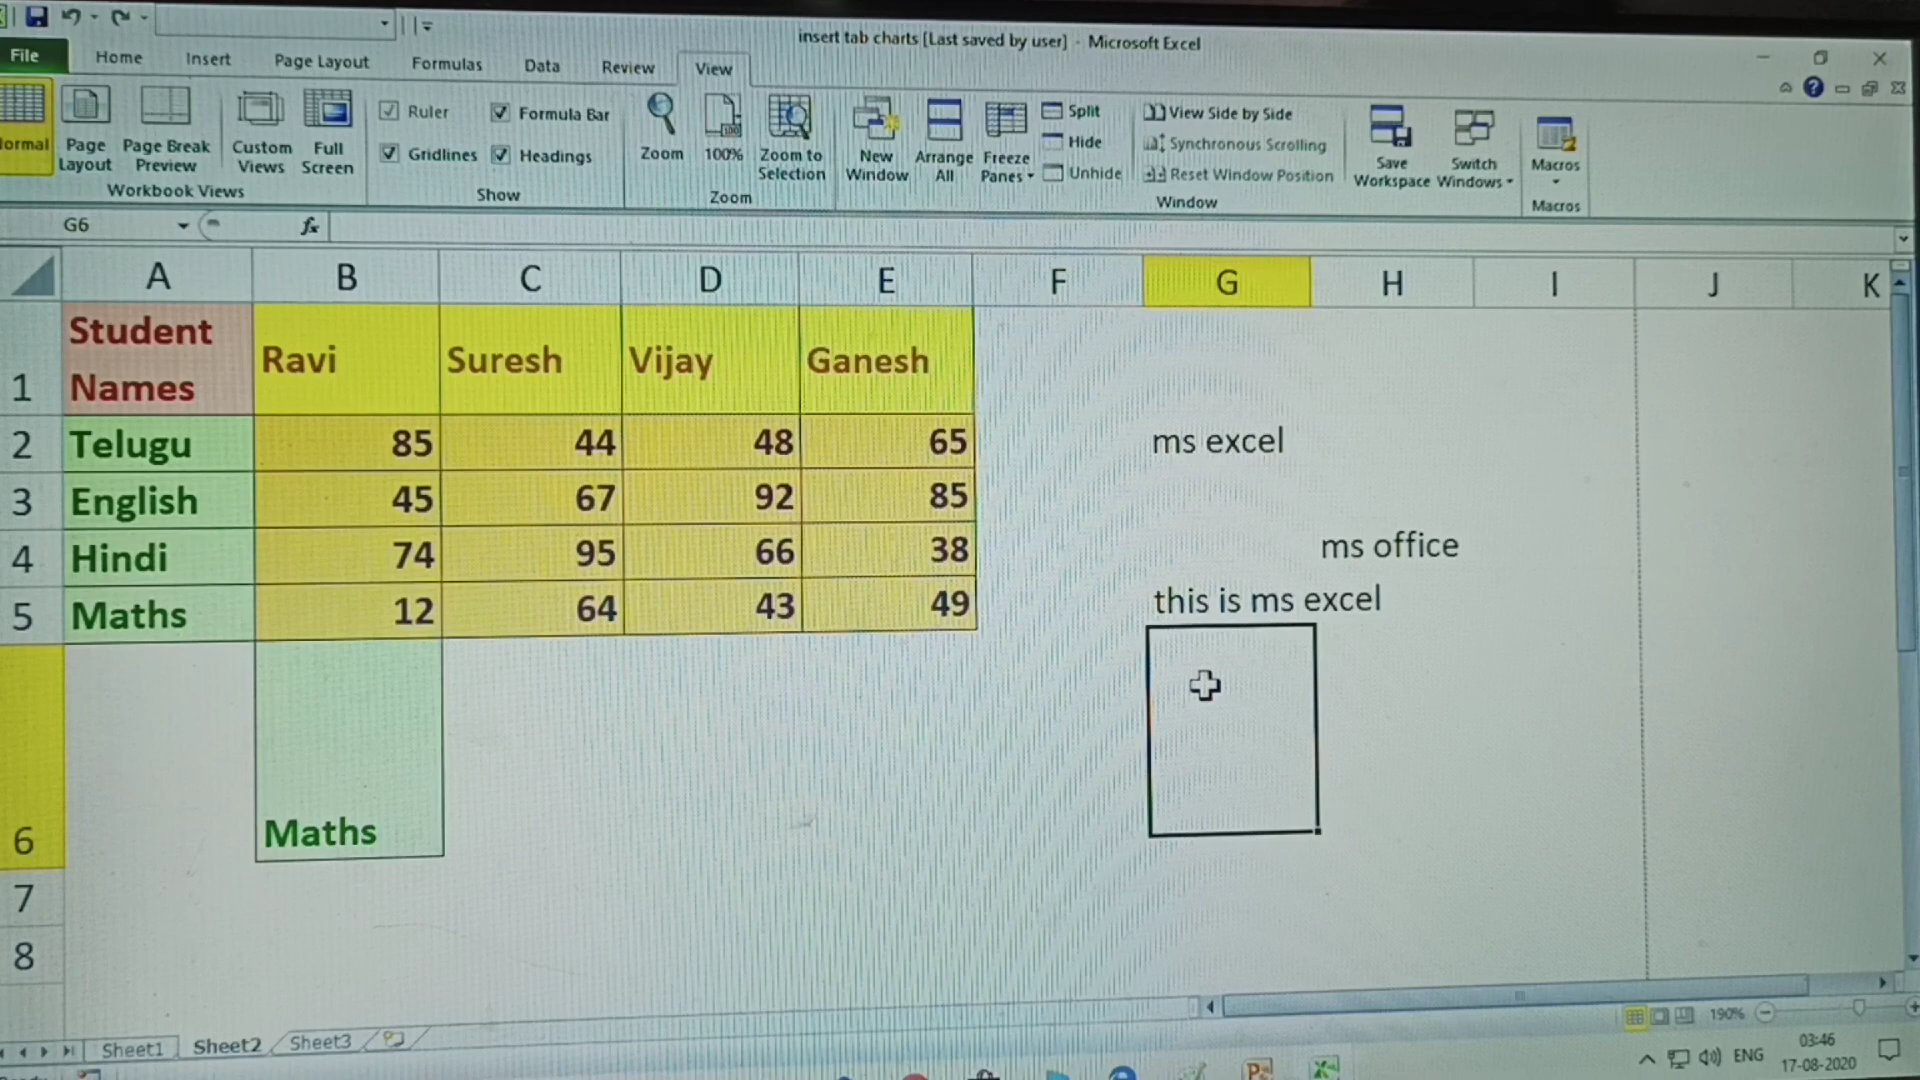 insert tab charts [Last saved by user] - Microsoft Excel
File Home Insert Page Layout Formulas Data Review View
Normal
Page Layout
Page Break Preview
Custom Views
Full Screen
Workbook Views
Ruler
Formula Bar
Gridlines
Headings
Show
Zoom
100%
Zoom to Selection
Zoom
New Window
Arrange All
Freeze Panes
Split
Hide
Unhide
View Side by Side
Synchronous Scrolling
Reset Window Position
Window
Save Workspace
Switch Windows
Macros
Macros
G6 fx
A B C D E F G H I J K
1 Student Names Ravi Suresh Vijay Ganesh
2 Telugu 85 44 48 65 ms excel
3 English 45 67 92 85
4 Hindi 74 95 66 38 ms office
5 Maths 12 64 43 49 this is ms excel
6 Maths
7
8
Sheet1 Sheet2 Sheet3
190%
ENG
03:46
17-08-2020